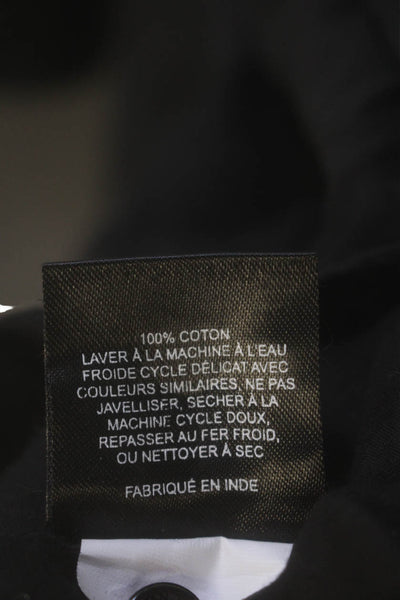 100% COTON
LAVER À LA MACHINE À L'EAU
FROIDE CYCLE DÉLICAT AVEC
COULEURS SIMILAIRES, NE PAS
JAVELLISER, SECHER À LA
MACHINE CYCLE DOUX,
REPASSER AU FER FROID,
OU NETTOYER À SEC
FABRIQUÉ EN INDE